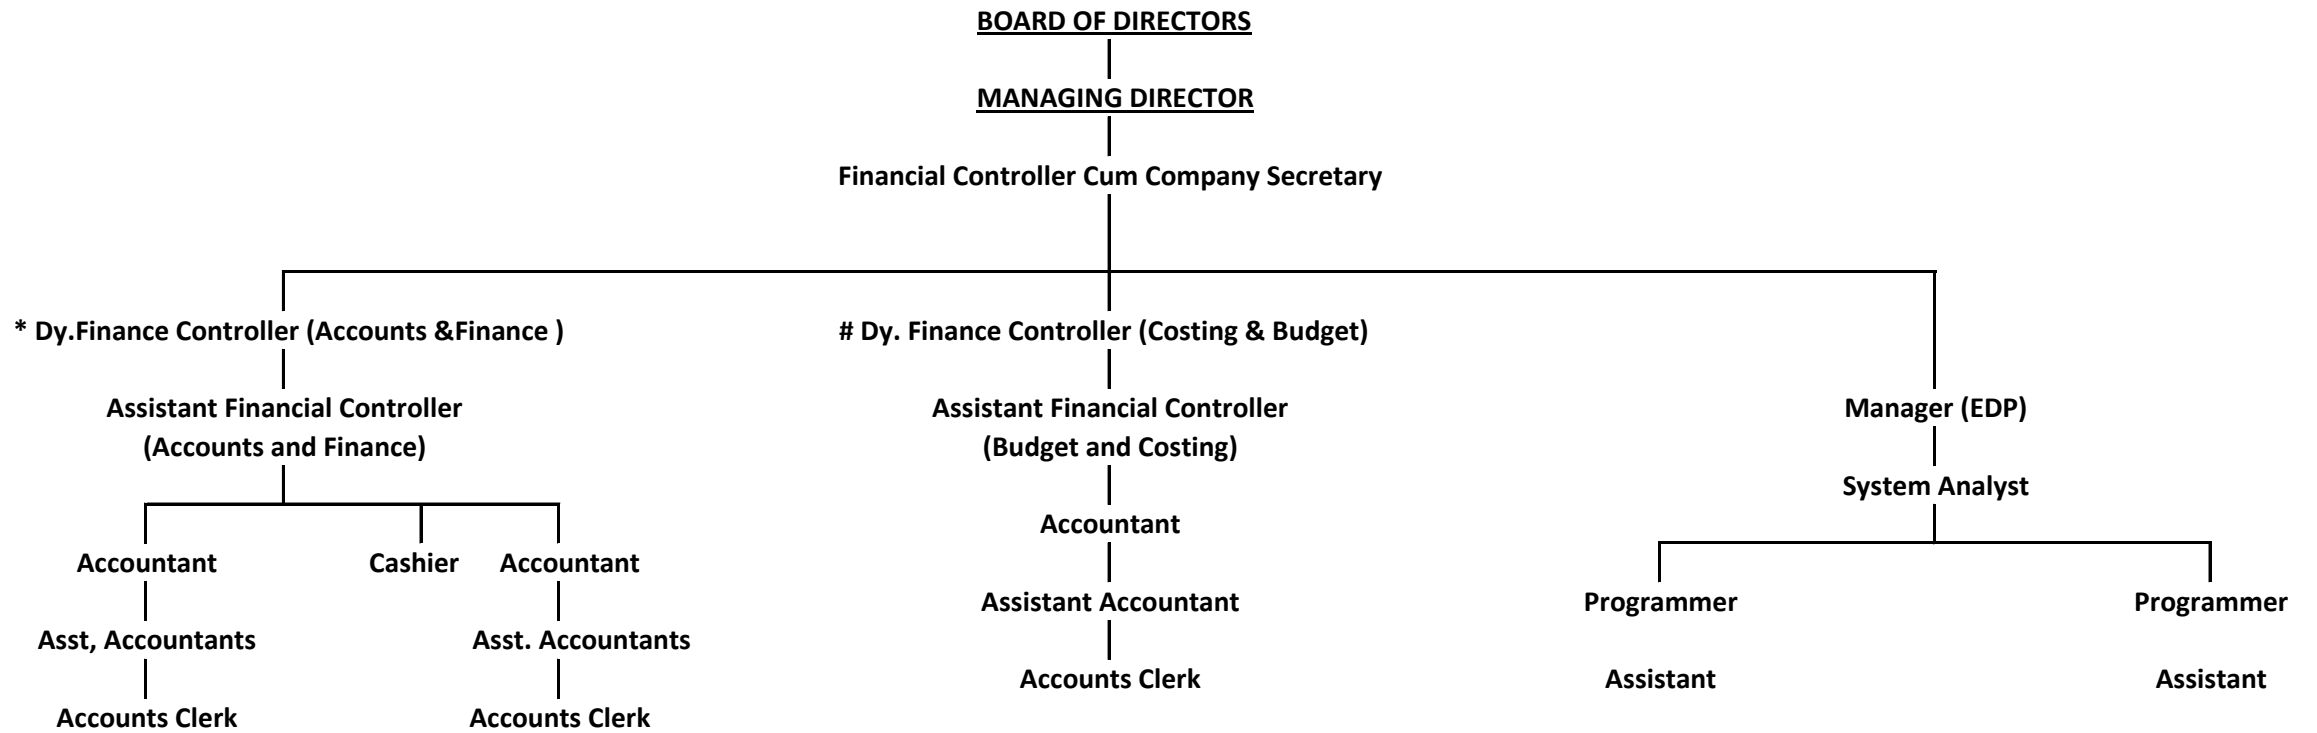 BOARD OF DIRECTORS
MANAGING DIRECTOR
Financial Controller Cum Company Secretary
* Dy.Finance Controller (Accounts &Finance )
# Dy. Finance Controller (Costing & Budget)
Assistant Financial Controller
(Accounts and Finance)
Assistant Financial Controller
(Budget and Costing)
Manager (EDP)
System Analyst
Accountant
Accountant
Cashier
Accountant
Assistant Accountant
Programmer
Programmer
Asst, Accountants
Asst. Accountants
Accounts Clerk
Assistant
Assistant
Accounts Clerk
Accounts Clerk